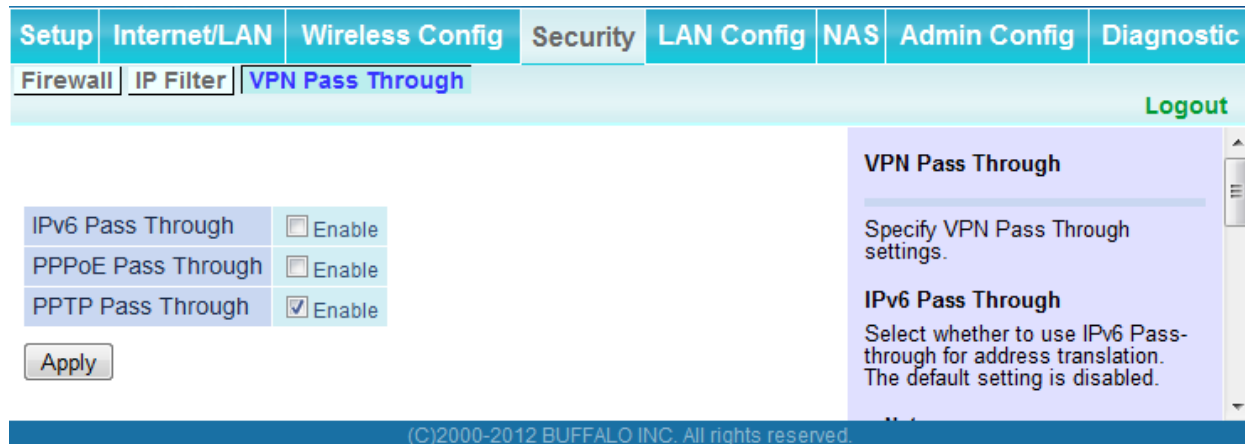 Setup Internet/LAN Wireless Config Security LAN Config NAS Admin Config Diagnostic
Firewall IP Filter VPN Pass Through
Logout
IPv6 Pass Through Enable
PPPoE Pass Through Enable
PPTP Pass Through Enable
Apply
VPN Pass Through
Specify VPN Pass Through
settings.
IPv6 Pass Through
Select whether to use IPv6 Pass-
through for address translation.
The default setting is disabled.
(C)2000-2012 BUFFALO INC. All rights reserved.